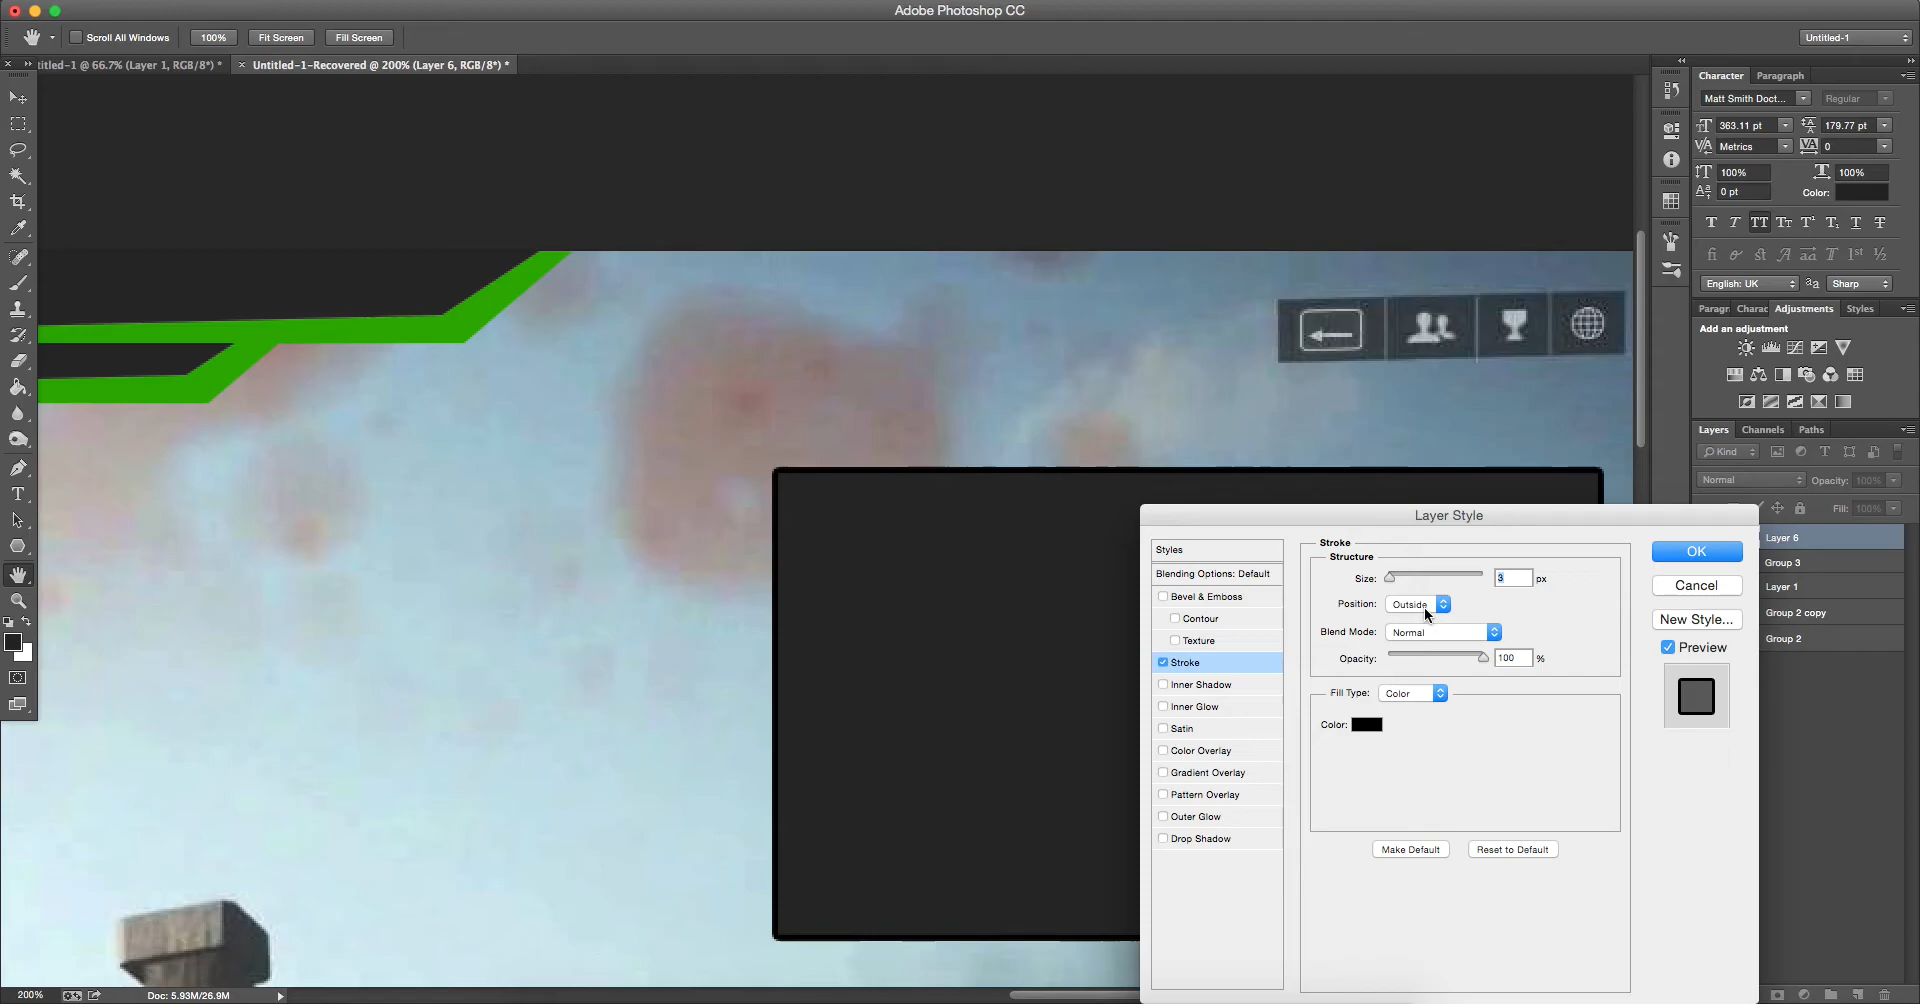 Adobe Photoshop CC
Scroll All Windows 100% Fit Screen Fill Screen Untitled-1
titled-1 @ 66.7% (Layer 1, RGB/8*) * Untitled-1-Recovered @ 200% (Layer 6, RGB/8*) *
Character Paragraph
Matt Smith Doct... Regular
363.11 pt 179.77 pt
Metrics 0
100% 100%
0 pt Color:
English: UK Sharp
Paragr Charac Adjustments Styles
Add an adjustment
Layers Channels Paths
Kind
Normal Opacity: 100%
Fill: 100%
Layer 6
Group 3
Layer 1
Group 2 copy
Group 2
Layer Style
Styles
Blending Options: Default
Bevel & Emboss
Contour
Texture
Stroke
Inner Shadow
Inner Glow
Satin
Color Overlay
Gradient Overlay
Pattern Overlay
Outer Glow
Drop Shadow
Stroke
Structure
Size: 3 px
Position: Outside
Blend Mode: Normal
Opacity: 100 %
Fill Type: Color
Color:
Make Default Reset to Default
OK
Cancel
New Style...
Preview
200% Doc: 5.93M/26.9M